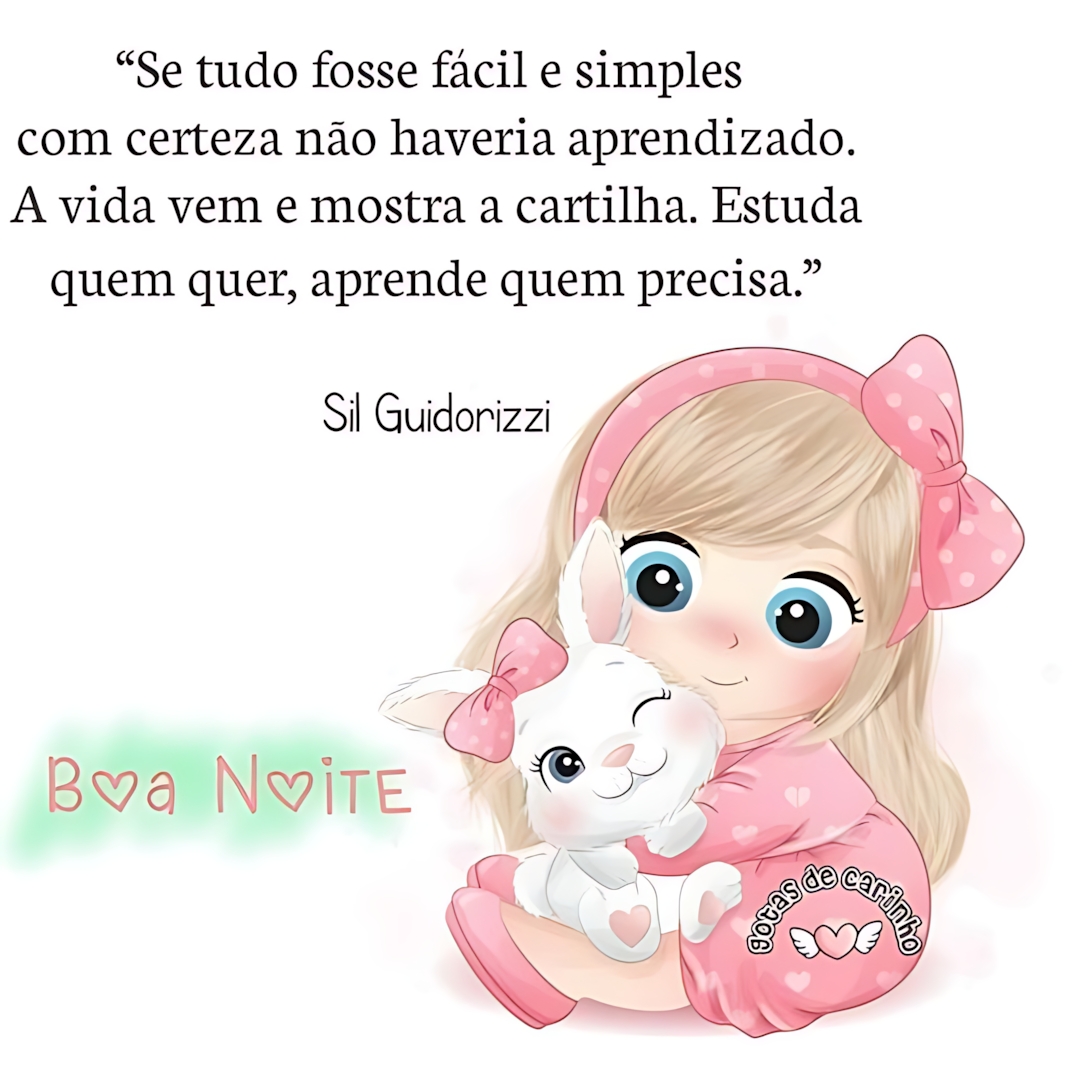 “Se tudo fosse fácil e simples
com certeza não haveria aprendizado.
A vida vem e mostra a cartilha. Estuda
quem quer, aprende quem precisa.”
Sil Guidorizzi
Boa Noite
gotas de carinho